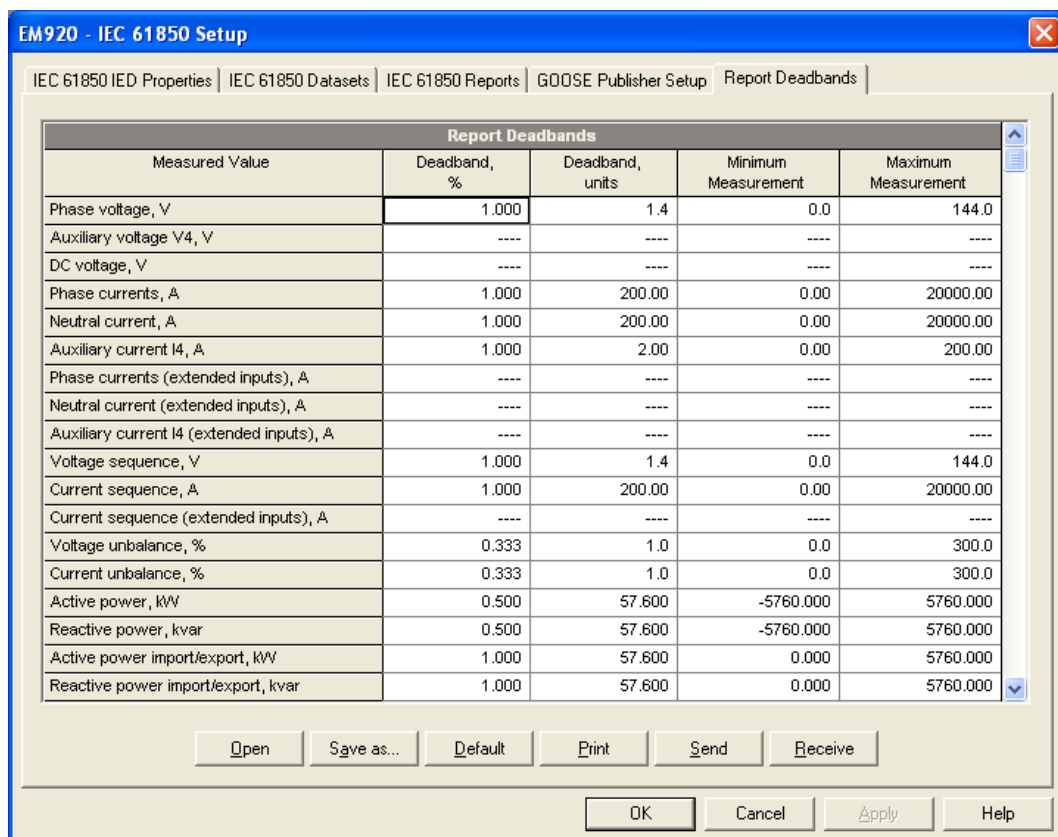 EM920 - IEC 61850 Setup
IEC 61850 IED Properties IEC 61850 Datasets IEC 61850 Reports GOOSE Publisher Setup Report Deadbands
Report Deadbands
Measured Value Deadband, % Deadband, units Minimum Measurement Maximum Measurement
Phase voltage, V 1.000 1.4 0.0 144.0
Auxiliary voltage V4, V ---- ---- ---- ----
DC voltage, V ---- ---- ---- ----
Phase currents, A 1.000 200.00 0.00 20000.00
Neutral current, A 1.000 200.00 0.00 20000.00
Auxiliary current I4, A 1.000 2.00 0.00 200.00
Phase currents (extended inputs), A ---- ---- ---- ----
Neutral current (extended inputs), A ---- ---- ---- ----
Auxiliary current I4 (extended inputs), A ---- ---- ---- ----
Voltage sequence, V 1.000 1.4 0.0 144.0
Current sequence, A 1.000 200.00 0.00 20000.00
Current sequence (extended inputs), A ---- ---- ---- ----
Voltage unbalance, % 0.333 1.0 0.0 300.0
Current unbalance, % 0.333 1.0 0.0 300.0
Active power, kW 0.500 57.600 -5760.000 5760.000
Reactive power, kvar 0.500 57.600 -5760.000 5760.000
Active power import/export, kW 1.000 57.600 0.000 5760.000
Reactive power import/export, kvar 1.000 57.600 0.000 5760.000
Open Save as... Default Print Send Receive
OK Cancel Apply Help